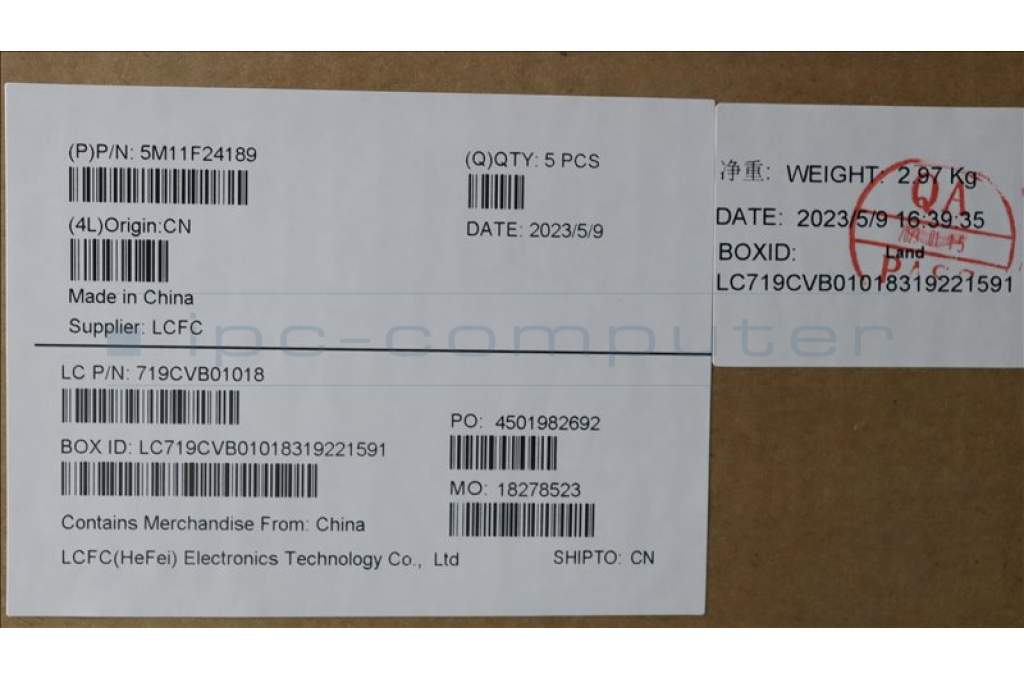 (P)P/N: 5M11F24189
(Q)QTY: 5 PCS
(4L)Origin:CN
DATE: 2023/5/9
Made in China
Supplier: LCFC
LC P/N: 719CVB01018
PO: 4501982692
BOX ID: LC719CVB01018319221591
MO: 18278523
Contains Merchandise From: China
LCFC(HeFei) Electronics Technology Co., Ltd
SHIPTO: CN
净重: WEIGHT: 2.97 Kg
DATE: 2023/5/9 16:39:35
BOXID:
Land
LC719CVB01018319221591
QA
PASS
ipc-computer